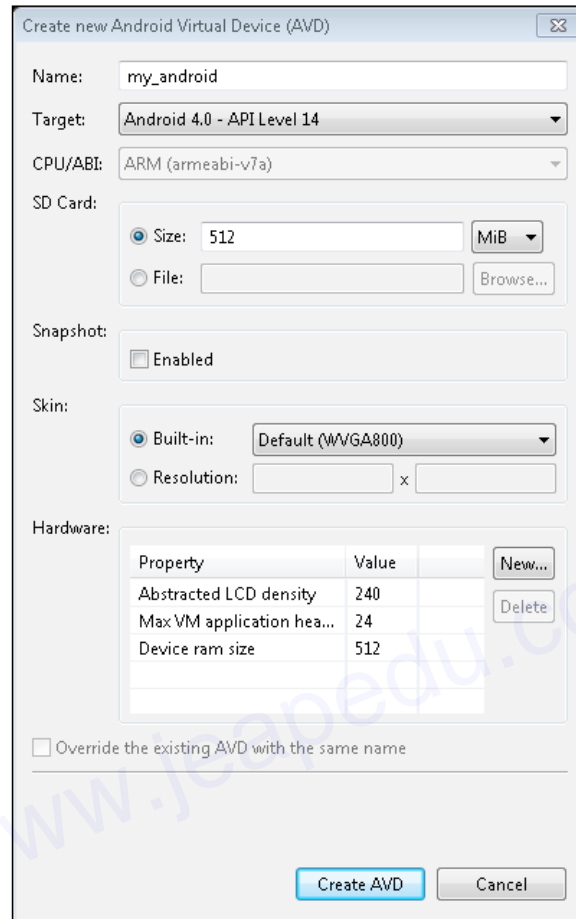 Create new Android Virtual Device (AVD)
Name: my_android
Target: Android 4.0 - API Level 14
CPU/ABI: ARM (armeabi-v7a)
SD Card:
Size: 512 MiB
File: Browse...
Snapshot:
Enabled
Skin:
Built-in: Default (WVGA800)
Resolution: x
Hardware:
Property Value New...
Abstracted LCD density 240
Delete
Max VM application hea... 24
Device ram size 512
Override the existing AVD with the same name
www.jeapedu.co
Create AVD Cancel